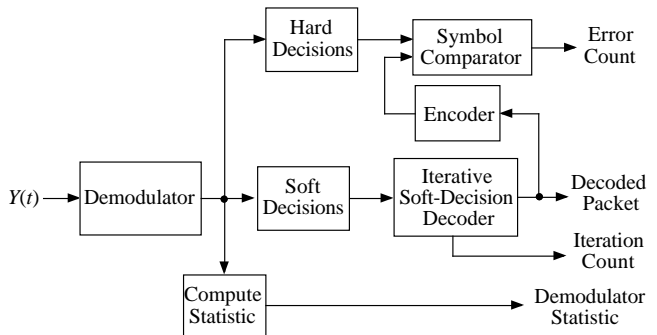 Hard
Decisions
Symbol
Comparator
Error
Count
Encoder
Y(t)
Demodulator
Soft
Decisions
Iterative
Soft-Decision
Decoder
Decoded
Packet
Iteration
Count
Compute
Statistic
Demodulator
Statistic